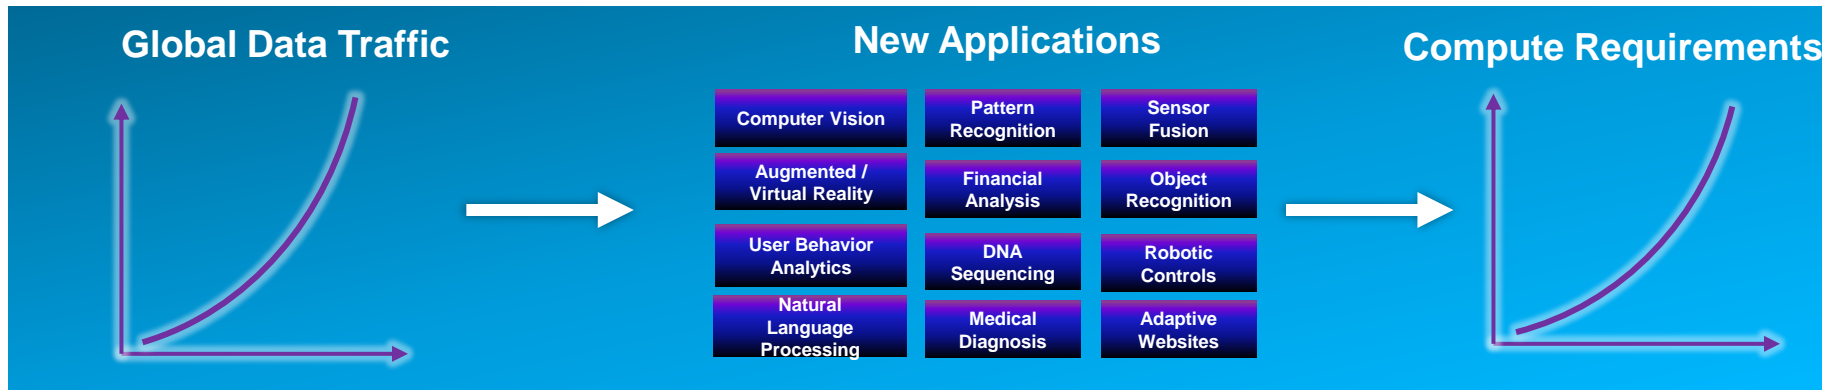 Global Data Traffic
New Applications
Compute Requirements
Computer Vision
Pattern
Recognition
Sensor
Fusion
Augmented /
Virtual Reality
Financial
Analysis
Object
Recognition
User Behavior
Analytics
DNA
Sequencing
Robotic
Controls
Natural
Language
Processing
Medical
Diagnosis
Adaptive
Websites